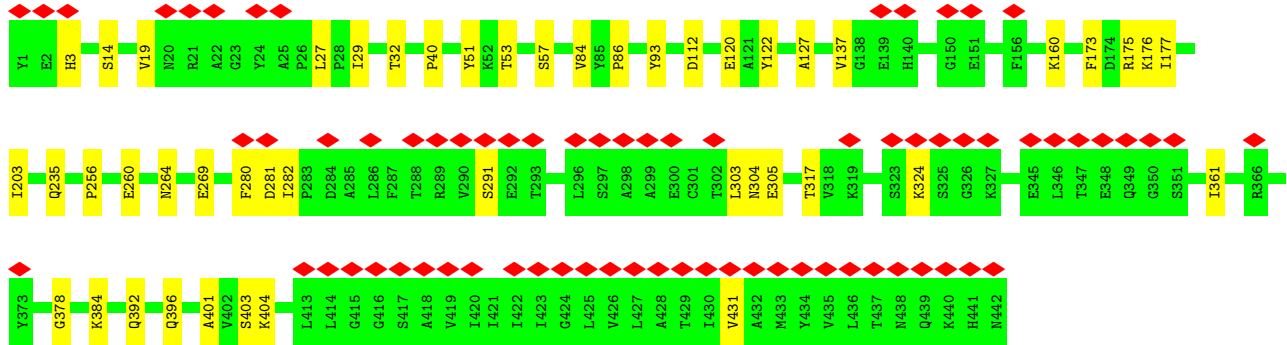 Y1 E2 H3 S14 V19 N20 R21 A22 G23 Y24 A25 P26 L27 P28 I29 T32 P40 Y51 K52 T53 S57 V84 Y85 P86 Y93 D112 E120 A121 Y122 A127 V137 G138 E139 H140 G150 E151 F156 K160 F173 D174 R175 K176 I177
I203 Q235 P256 E260 N264 E269 F280 D281 I282 P283 D284 A285 L286 F287 T288 R289 V290 S291 E292 T293 L296 S297 A298 A299 E300 C301 T302 L303 N304 E305 T317 V318 K319 S323 K324 S325 G326 K327 E345 L346 T347 E348 Q349 G350 S351 I361 R366
Y373 G378 K384 Q392 Q396 A401 V402 S403 K404 L413 L414 G415 G416 S417 A418 V419 I420 I421 I422 I423 G424 L425 V426 L427 A428 T429 I430 V431 A432 M433 Y434 V435 L436 T437 N438 Q439 K440 H441 N442